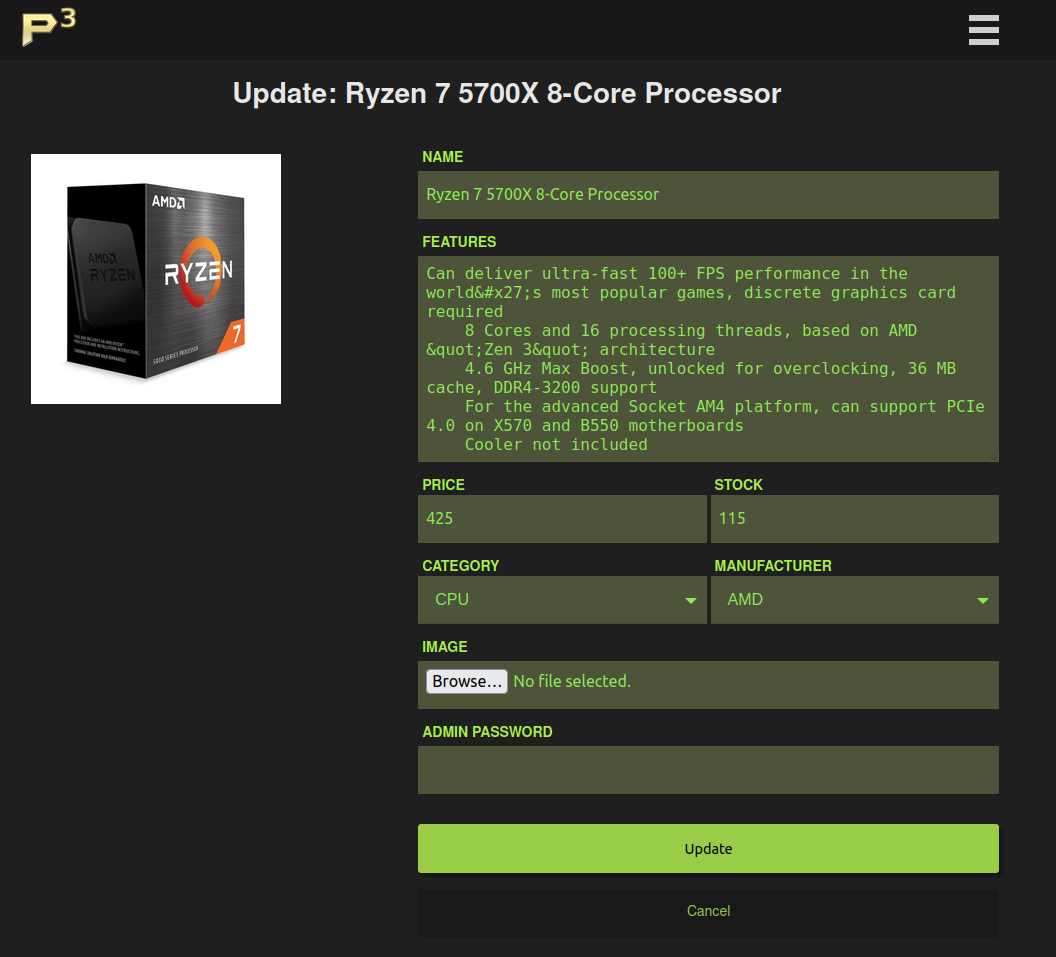 P3
Update: Ryzen 7 5700X 8-Core Processor
AMD
AMD
RYZEN
RYZEN
7
5000 SERIES PROCESSOR
NAME
Ryzen 7 5700X 8-Core Processor
FEATURES
Can deliver ultra-fast 100+ FPS performance in the
world&#x27;s most popular games, discrete graphics card
required
8 Cores and 16 processing threads, based on AMD
&quot;Zen 3&quot; architecture
4.6 GHz Max Boost, unlocked for overclocking, 36 MB
cache, DDR4-3200 support
For the advanced Socket AM4 platform, can support PCIe
4.0 on X570 and B550 motherboards
Cooler not included
PRICE
STOCK
425
115
CATEGORY
MANUFACTURER
CPU
AMD
IMAGE
Browse... No file selected.
ADMIN PASSWORD
Update
Cancel